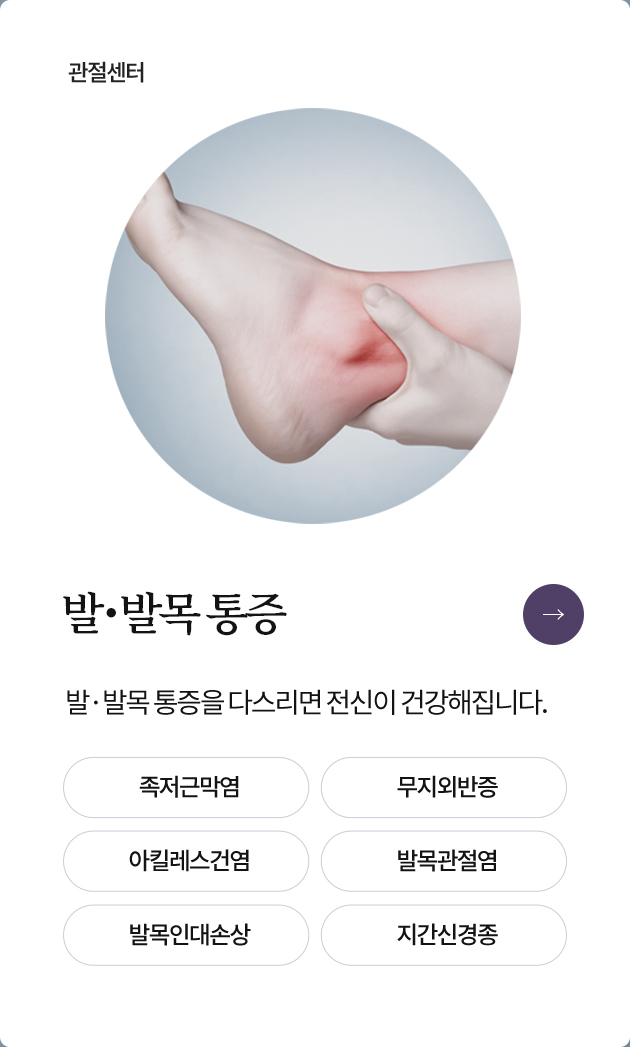 관절센터
발•발목 통증
발·발목 통증을 다스리면 전신이 건강해집니다.
족저근막염
무지외반증
아킬레스건염
발목관절염
발목인대손상
지간신경종